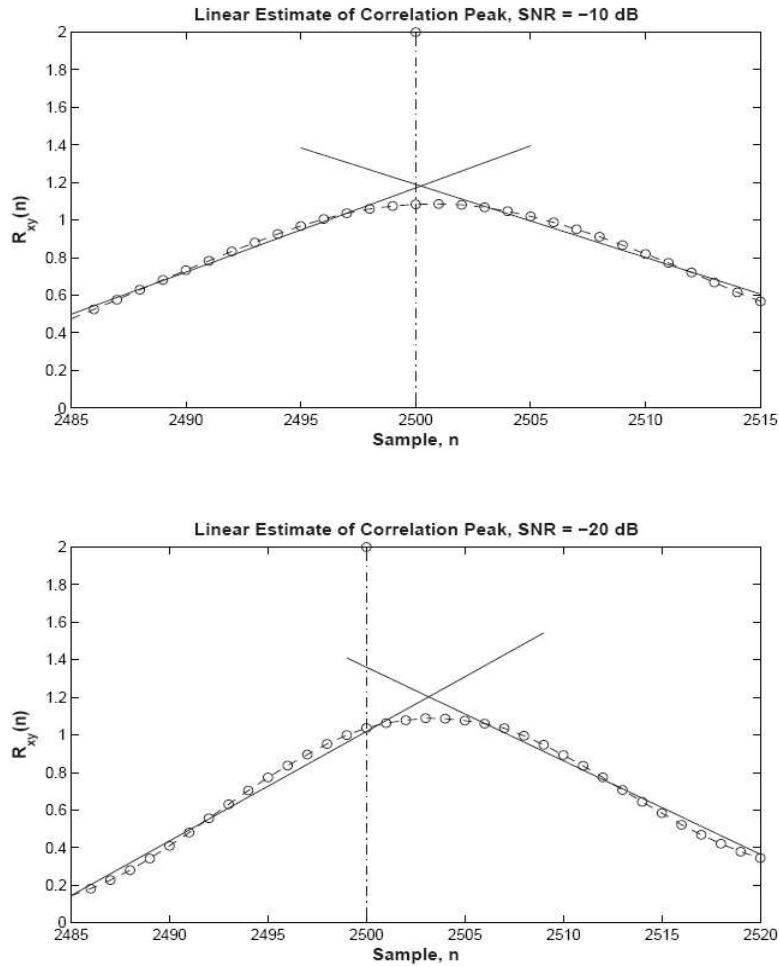 Linear Estimate of Correlation Peak, SNR = −10 dB
2
1.8
1.6
1.4
1.2
1
0.8
0.6
0.4
0.2
0
R_xy(n)
2485 2490 2495 2500 2505 2510 2515
Sample, n
Linear Estimate of Correlation Peak, SNR = −20 dB
2
1.8
1.6
1.4
1.2
1
0.8
0.6
0.4
0.2
0
R_xy(n)
2485 2490 2495 2500 2505 2510 2515 2520
Sample, n